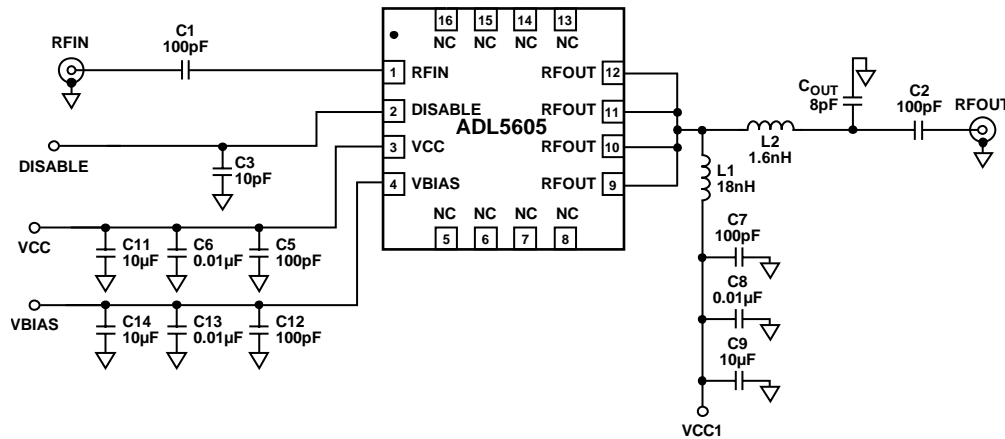 16 15 14 13
NC NC NC NC
RFIN
C1
100pF
1 RFIN
RFOUT 12
2 DISABLE
RFOUT 11
ADL5605
3 VCC
RFOUT 10
4 VBIAS
RFOUT 9
NC NC NC NC
5 6 7 8
DISABLE
C3
10pF
VCC
C11
10µF
C6
0.01µF
C5
100pF
VBIAS
C14
10µF
C13
0.01µF
C12
100pF
L2
1.6nH
COUT
8pF
C2
100pF
RFOUT
L1
18nH
C7
100pF
C8
0.01µF
C9
10µF
VCC1